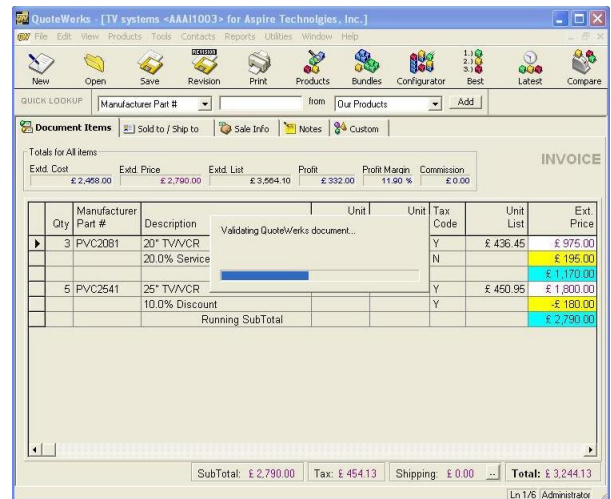 QuoteWerks - [TV systems <AAAI1003> for Aspire Technolgies, Inc.]
File Edit View Products Tools Contacts Reports Utilities Window Help
REVISION
1.)
2.)
3.)
New Open Save Revision Print Products Bundles Configurator Best Latest Compare
QUICK LOOKUP Manufacturer Part # from Our Products Add
Document Items Sold to / Ship to Sale Info Notes Custom
Totals for All items
INVOICE
Extd. Cost Extd. Price Extd. List Profit Profit Margin Commission
£ 2,458.00 £ 2,790.00 £ 3,564.10 £ 332.00 11.90 % £ 0.00
Manufacturer Unit Unit Tax Unit Ext.
Qty Part # Description Code List Price
Validating QuoteWerks document...
3 PVC2081 20" TV/VCR Y £ 436.45 £ 975.00
20.0% Service N £ 195.00
£ 1,170.00
5 PVC2541 25" TV/VCR Y £ 450.95 £ 1,800.00
10.0% Discount Y -£ 180.00
Running SubTotal £ 2,790.00
SubTotal: £ 2,790.00 Tax: £ 454.13 Shipping: £ 0.00 ... Total: £ 3,244.13
Ln 1/6 Administrator